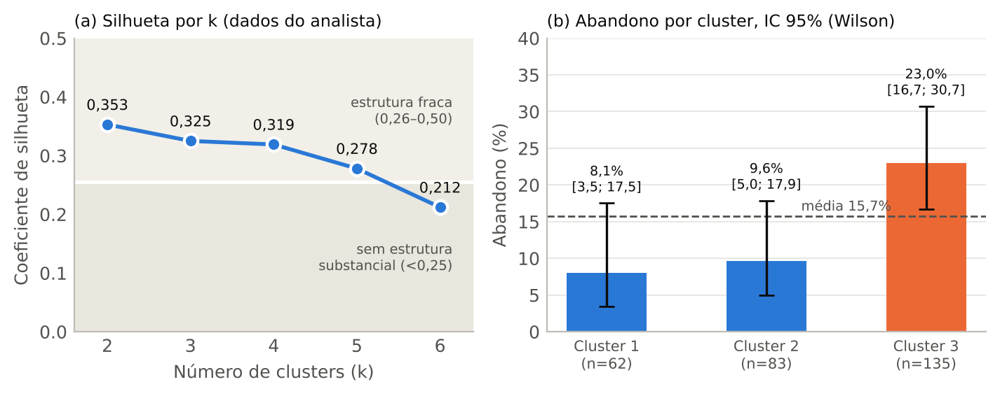 (a) Silhueta por k (dados do analista)
Coeficiente de silhueta
0.5
0.4
0.3
0.2
0.1
0.0
0,353
0,325
0,319
0,278
0,212
estrutura fraca
(0,26–0,50)
sem estrutura
substancial (<0,25)
2 3 4 5 6
Número de clusters (k)
(b) Abandono por cluster, IC 95% (Wilson)
Abandono (%)
40
35
30
25
20
15
10
5
0
8,1%
[3,5; 17,5]
9,6%
[5,0; 17,9]
23,0%
[16,7; 30,7]
média 15,7%
Cluster 1
(n=62)
Cluster 2
(n=83)
Cluster 3
(n=135)